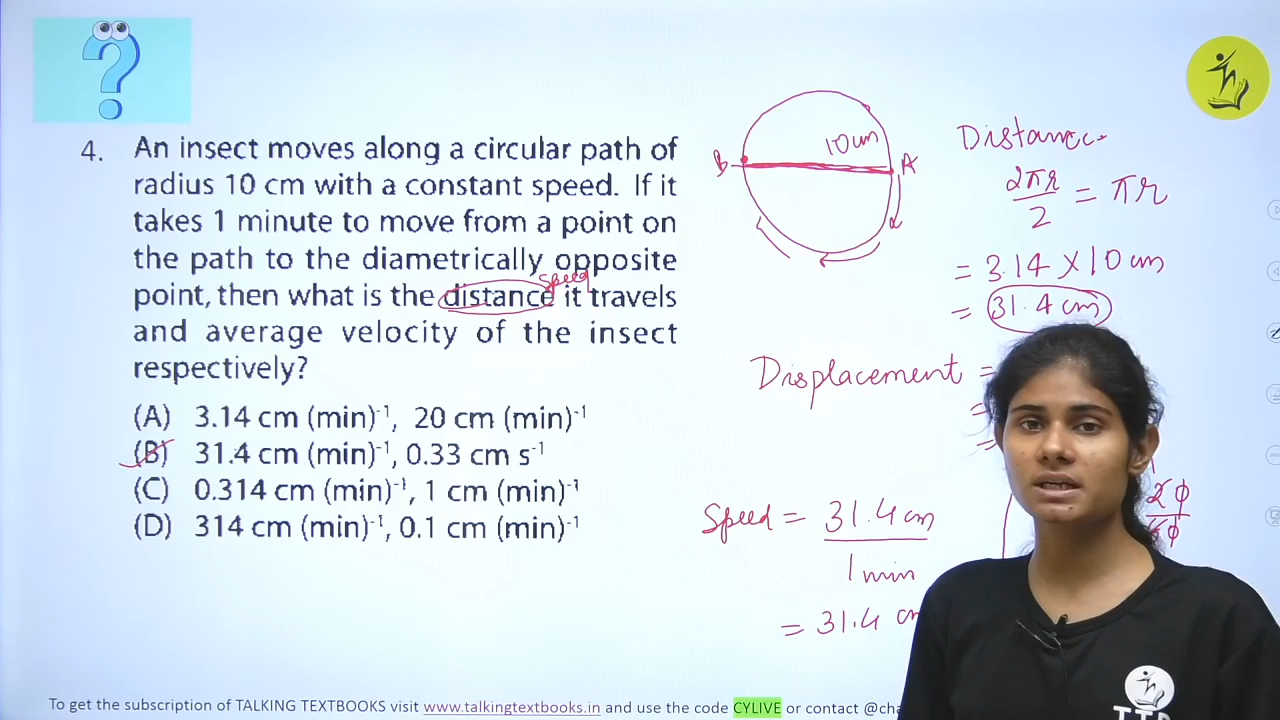 4. An insect moves along a circular path of
radius 10 cm with a constant speed. If it
takes 1 minute to move from a point on
the path to the diametrically opposite
speed
point, then what is the distance it travels
and average velocity of the insect
respectively?
(A) 3.14 cm (min)⁻¹, 20 cm (min)⁻¹
(B) 31.4 cm (min)⁻¹, 0.33 cm s⁻¹
(C) 0.314 cm (min)⁻¹, 1 cm (min)⁻¹
(D) 314 cm (min)⁻¹, 0.1 cm (min)⁻¹
B
10cm
A
Distance
2πr/2 = πr
= 3.14 X 10 cm
= 31.4 cm
Displacement =
=
=
20
60
Speed = 31.4 cm
1 min
= 31.4
To get the subscription of TALKING TEXTBOOKS visit www.talkingtextbooks.in and use the code CYLIVE or contact